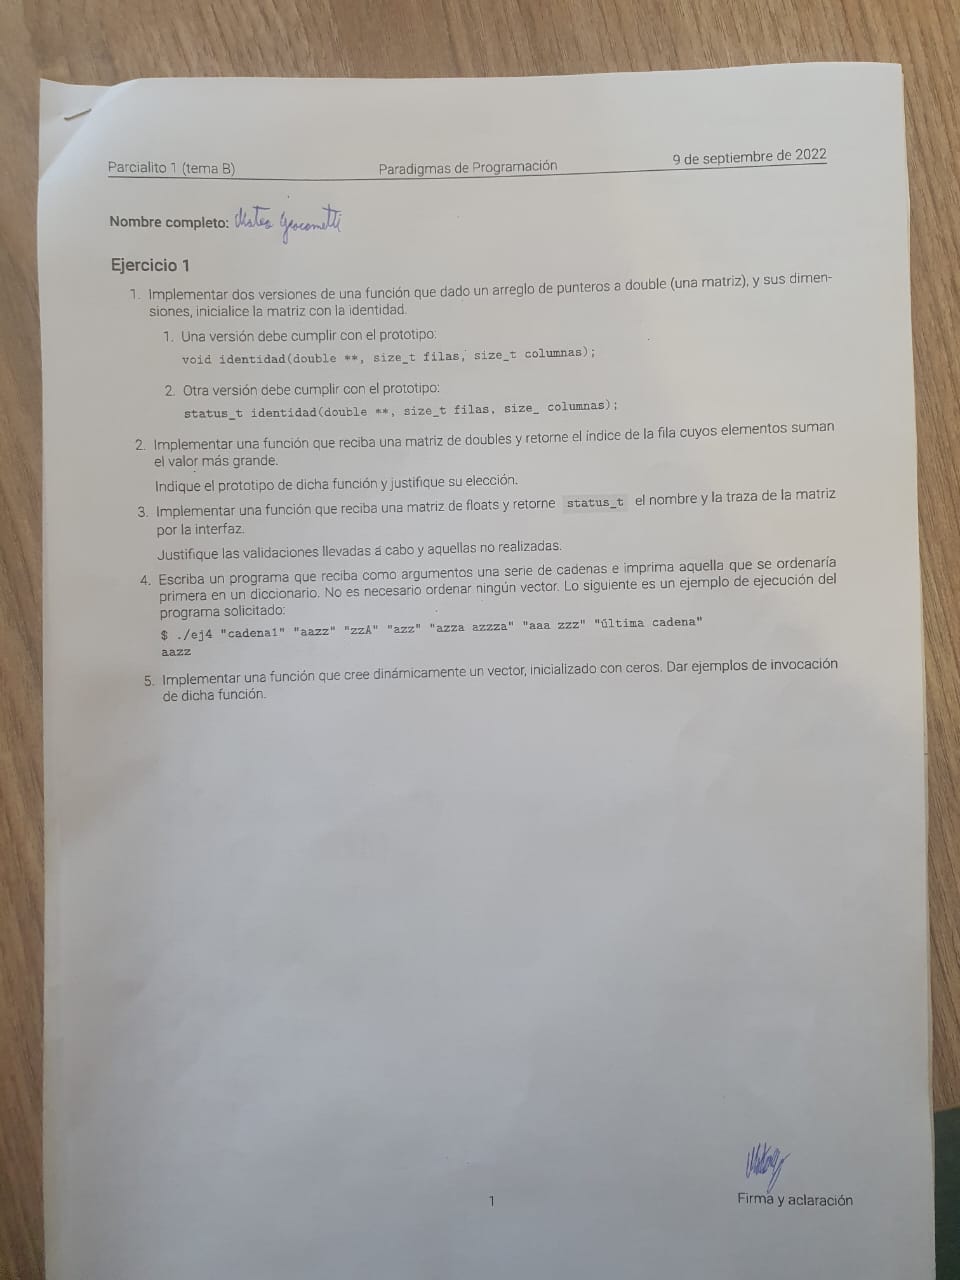 Parcialito 1 (tema B) Paradigmas de Programación 9 de septiembre de 2022
Nombre completo: Mateo Giacometti
Ejercicio 1
1. Implementar dos versiones de una función que dado un arreglo de punteros a double (una matriz), y sus dimen-
siones, inicialice la matriz con la identidad.
1. Una versión debe cumplir con el prototipo:
void identidad(double **, size_t filas, size_t columnas);
2. Otra versión debe cumplir con el prototipo:
status_t identidad(double **, size_t filas, size_ columnas);
2. Implementar una función que reciba una matriz de doubles y retorne el índice de la fila cuyos elementos suman
el valor más grande.
Indique el prototipo de dicha función y justifique su elección.
3. Implementar una función que reciba una matriz de floats y retorne status_t el nombre y la traza de la matriz
por la interfaz.
Justifique las validaciones llevadas a cabo y aquellas no realizadas.
4. Escriba un programa que reciba como argumentos una serie de cadenas e imprima aquella que se ordenaría
primera en un diccionario. No es necesario ordenar ningún vector. Lo siguiente es un ejemplo de ejecución del
programa solicitado:
$ ./ej4 "cadena1" "aazz" "zzA" "azz" "azza azzza" "aaa zzz" "última cadena"
aazz
5. Implementar una función que cree dinámicamente un vector, inicializado con ceros. Dar ejemplos de invocación
de dicha función.
1
Firma y aclaración